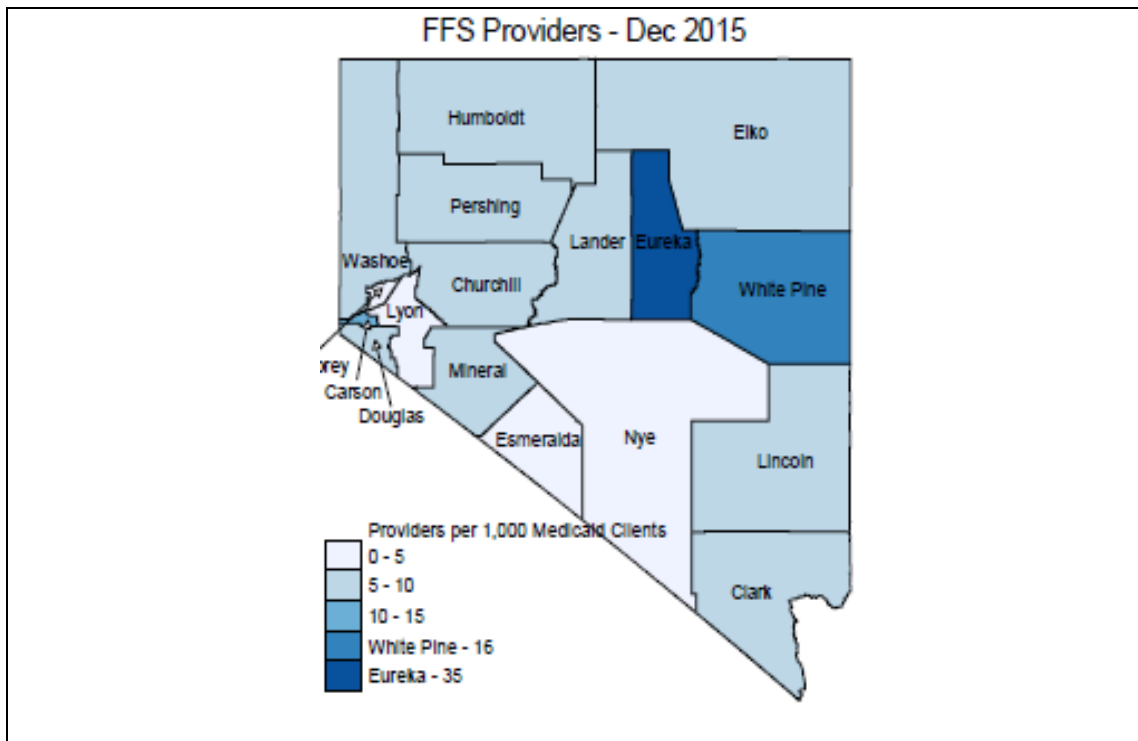 FFS Providers - Dec 2015
Humboldt
Elko
Pershing
Lander
Eureka
Washoe
Churchill
White Pine
Lyon
orey
Carson
Mineral
Douglas
Esmeralda
Nye
Lincoln
Providers per 1,000 Medicaid Clients
0 - 5
5 - 10
Clark
10 - 15
White Pine - 16
Eureka - 35